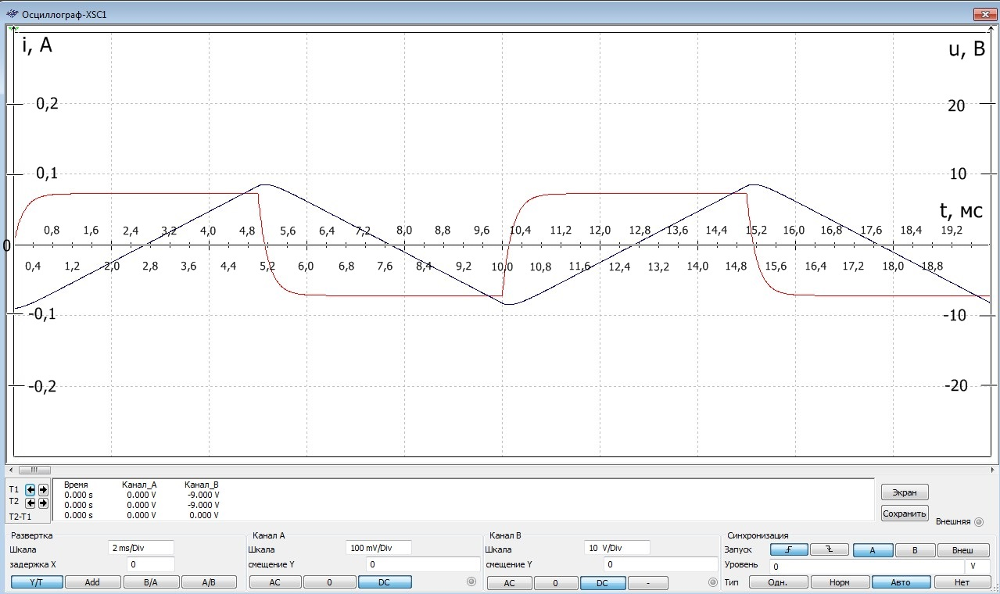 Осциллограф-XSC1
i, А
u, В
0,2
20
0,1
10
t, мс
0,8 1,6 2,4 3,2 4,0 4,8 5,6 6,4 7,2 8,0 8,8 9,6 10,4 11,2 12,0 12,8 13,6 14,4 15,2 16,0 16,8 17,6 18,4 19,2
0
0,4 1,2 2,0 2,8 3,6 4,4 5,2 6,0 6,8 7,6 8,4 9,2 10,0 10,8 11,6 12,4 13,2 14,0 14,8 15,6 16,4 17,2 18,0 18,8
-0,1
-10
-0,2
-20
T1
T2
T2-T1
Время Канал_A Канал_B
0.000 s 0.000 V -9.000 V
0.000 s 0.000 V -9.000 V
0.000 s 0.000 V 0.000 V
Экран
Сохранить
Внешняя
Развертка
Шкала 2 ms/Div
задержка X 0
Y/T Add B/A A/B
Канал A
Шкала 100 mV/Div
смещение Y 0
AC 0 DC
Канал B
Шкала 10 V/Div
смещение Y 0
AC 0 DC -
Синхронизация
Запуск A B Внеш
Уровень 0 V
Тип Одн. Норм Авто Нет